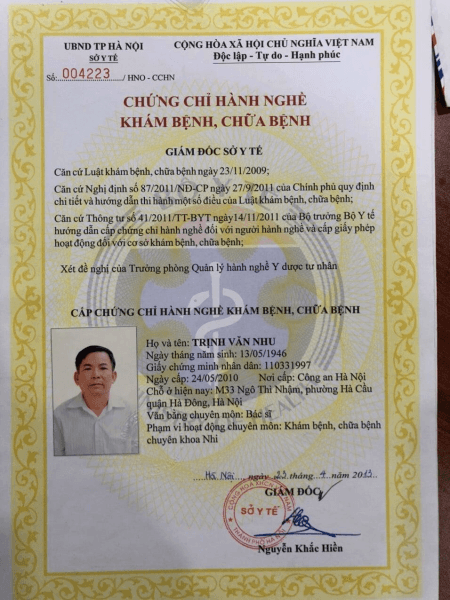 UBND TP HÀ NỘI
SỞ Y TẾ
CỘNG HÒA XÃ HỘI CHỦ NGHĨA VIỆT NAM
Độc lập - Tự do - Hạnh phúc
Số: 004223 / HNO - CCHN
CHỨNG CHỈ HÀNH NGHỀ
KHÁM BỆNH, CHỮA BỆNH
GIÁM ĐỐC SỞ Y TẾ
Căn cứ Luật khám bệnh, chữa bệnh ngày 23/11/2009;
Căn cứ Nghị định số 87/2011/NĐ-CP ngày 27/9/2011 của Chính phủ quy định
chi tiết và hướng dẫn thi hành một số điều của Luật khám bệnh, chữa bệnh;
Căn cứ Thông tư số 41/2011/TT-BYT ngày14/11/2011 của Bộ trưởng Bộ Y tế
hướng dẫn cấp chứng chỉ hành nghề đối với người hành nghề và cấp giấy phép
hoạt động đối với cơ sở khám bệnh, chữa bệnh;
Xét đề nghị của Trưởng phòng Quản lý hành nghề Y dược tư nhân
CẤP CHỨNG CHỈ HÀNH NGHỀ KHÁM BỆNH, CHỮA BỆNH
Họ và tên: TRỊNH VĂN NHU
Ngày tháng năm sinh: 13/05/1946
Giấy chứng minh nhân dân: 110331997
Ngày cấp: 24/05/2010 Nơi cấp: Công an Hà Nội
Chỗ ở hiện nay: M33 Ngô Thì Nhậm, phường Hà Cầu
quận Hà Đông, Hà Nội
Văn bằng chuyên môn: Bác sĩ
Phạm vi hoạt động chuyên môn: Khám bệnh, chữa bệnh
chuyên khoa Nhi
Hà Nội, ngày 23 tháng 4 năm 2013
GIÁM ĐỐC
SỞ Y TẾ
Nguyễn Khắc Hiền